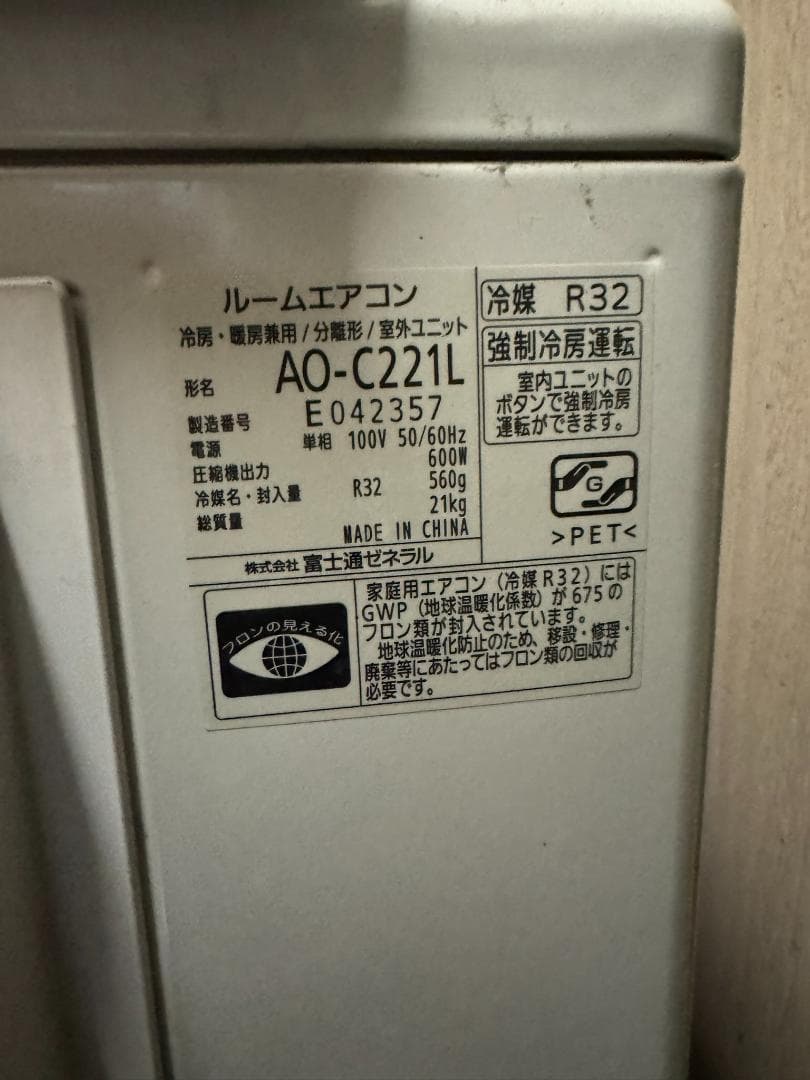 ルームエアコン
冷房・暖房兼用/分離形/室外ユニット
形名 AO-C221L
製造番号 E042357
電源 単相 100V 50/60Hz
圧縮機出力 600W
冷媒名・封入量 R32 560g
総質量 21kg
MADE IN CHINA
株式会社 富士通ゼネラル
冷媒 R32
強制冷房運転
室内ユニットの
ボタンで強制冷房
運転ができます。
G
>PET<
フロンの見える化
家庭用エアコン(冷媒R32)には
GWP(地球温暖化係数)が675の
フロン類が封入されています。
地球温暖化防止のため、移設・修理・
廃棄等にあたってはフロン類の回収が
必要です。